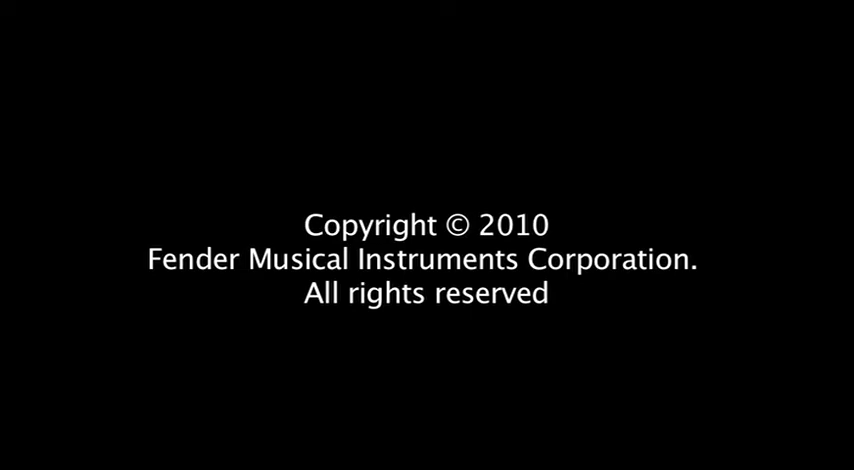 Copyright © 2010
Fender Musical Instruments Corporation.
All rights reserved